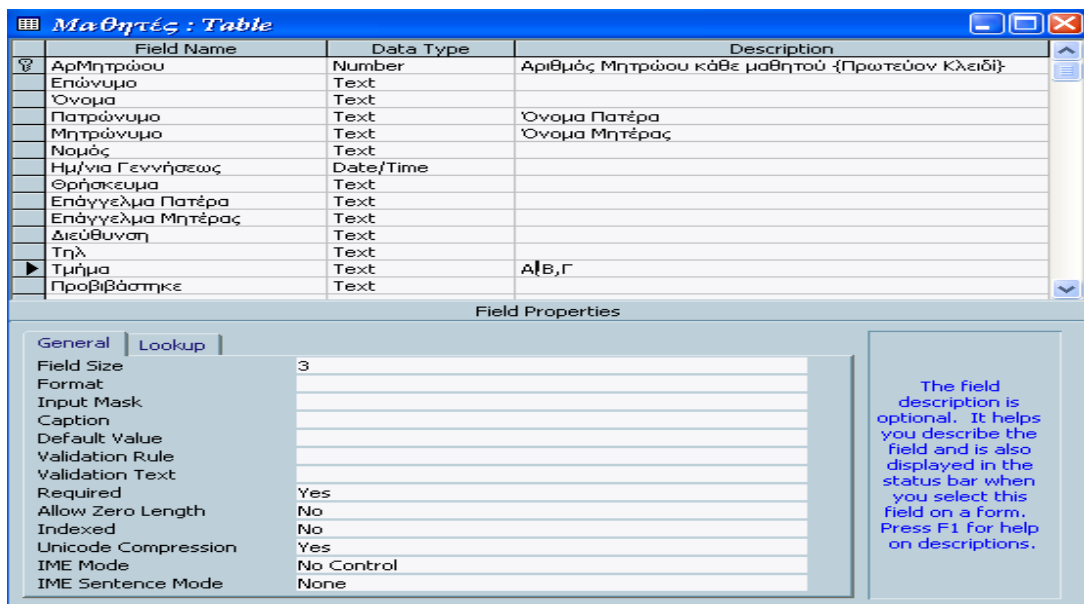 Μαθητές : Table
Field Name Data Type Description
ΑρΜητρώου Number Αριθμός Μητρώου κάθε μαθητού {Πρωτεύον Κλειδί}
Επώνυμο Text
Όνομα Text
Πατρώνυμο Text Όνομα Πατέρα
Μητρώνυμο Text Όνομα Μητέρας
Νομός Text
Ημ/νια Γεννήσεως Date/Time
Θρήσκευμα Text
Επάγγελμα Πατέρα Text
Επάγγελμα Μητέρας Text
Διεύθυνση Text
Τηλ Text
Τμήμα Text Α,Β,Γ
Προβιβάστηκε Text
Field Properties
General Lookup
Field Size 3
Format
Input Mask
Caption
Default Value
Validation Rule
Validation Text
Required Yes
Allow Zero Length No
Indexed No
Unicode Compression Yes
IME Mode No Control
IME Sentence Mode None
The field
description is
optional. It helps
you describe the
field and is also
displayed in the
status bar when
you select this
field on a form.
Press F1 for help
on descriptions.